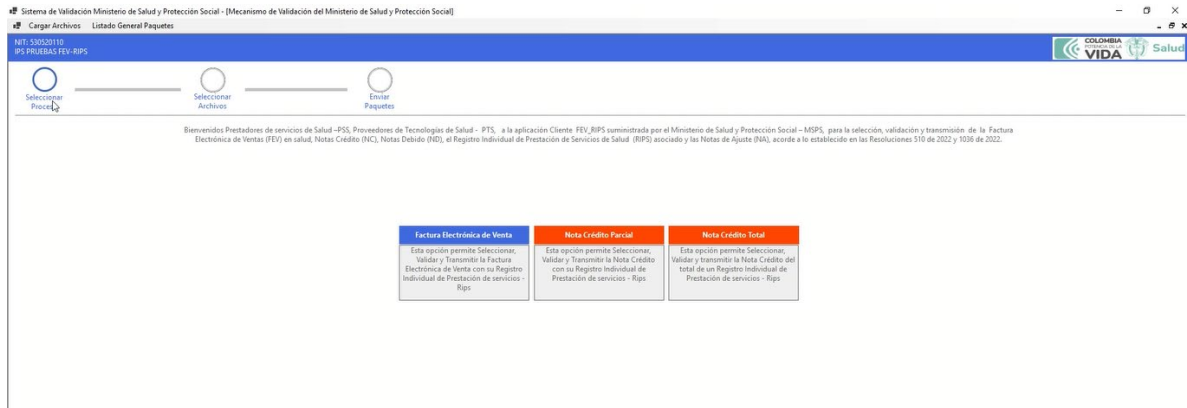 Sistema de Validación Ministerio de Salud y Protección Social - [Mecanismo de Validación del Ministerio de Salud y Protección Social]
Cargar Archivos Listado General Paquetes
NIT: 530520110
IPS PRUEBAS FEV-RIPS
COLOMBIA
POTENCIA DE LA
VIDA
Salud
Seleccionar
Proceso
Seleccionar
Archivos
Enviar
Paquetes
Bienvenidos Prestadores de servicios de Salud –PSS, Proveedores de Tecnologías de Salud - PTS, a la aplicación Cliente FEV_RIPS suministrada por el Ministerio de Salud y Protección Social – MSPS, para la selección, validación y transmisión de la Factura
Electrónica de Ventas (FEV) en salud, Notas Crédito (NC), Notas Debido (ND), el Registro Individual de Prestación de Servicios de Salud (RIPS) asociado y las Notas de Ajuste (NA), acorde a lo establecido en las Resoluciones 510 de 2022 y 1036 de 2022.
Factura Electrónica de Venta
Esta opción permite Seleccionar,
Validar y Transmitir la Factura
Electrónica de Venta con su Registro
Individual de Prestación de servicios -
Rips
Nota Crédito Parcial
Esta opción permite Seleccionar,
Validar y Transmitir la Nota Crédito
con su Registro Individual de
Prestación de servicios - Rips
Nota Crédito Total
Esta opción permite Seleccionar,
Validar y transmitir la Nota Crédito del
total de un Registro Individual de
Prestación de servicios - Rips